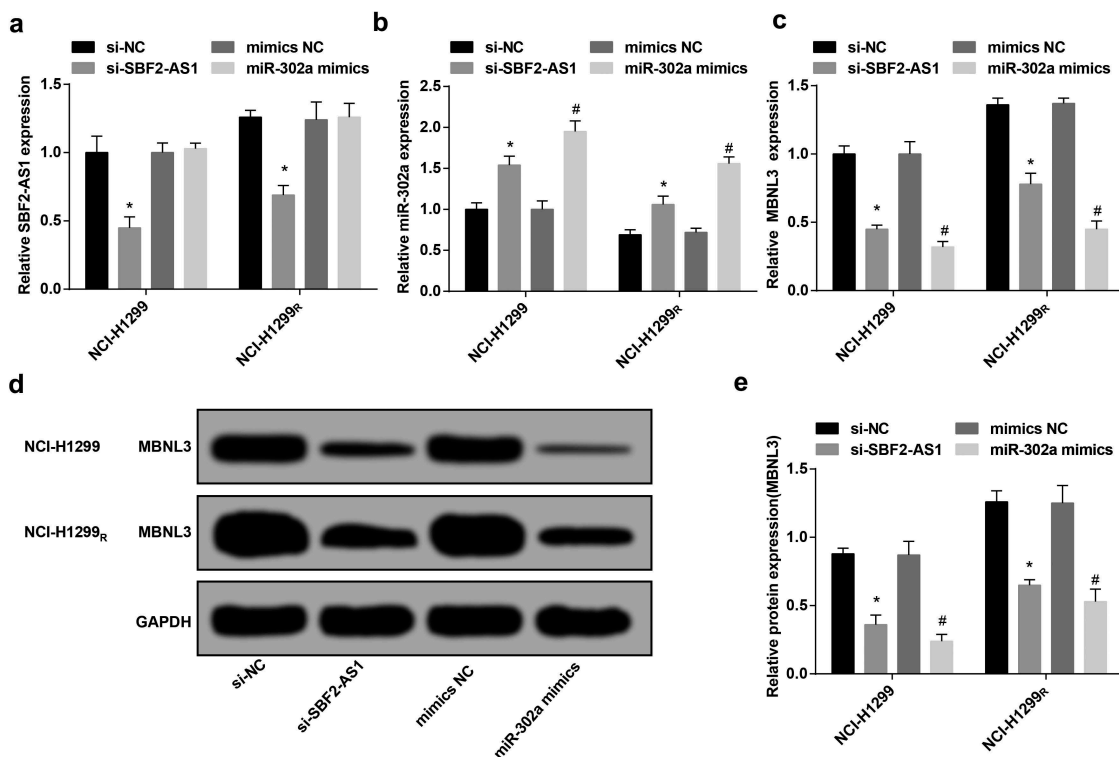 a
si-NC
mimics NC
si-SBF2-AS1
miR-302a mimics
Relative SBF2-AS1 expression
1.5
1.0
0.5
0.0
*
*
NCI-H1299
NCI-H1299R
b
si-NC
mimics NC
si-SBF2-AS1
miR-302a mimics
Relative miR-302a expression
2.5
2.0
1.5
1.0
0.5
0.0
*
#
*
#
NCI-H1299
NCI-H1299R
c
si-NC
mimics NC
si-SBF2-AS1
miR-302a mimics
Relative MBNL3 expression
1.5
1.0
0.5
0.0
*
#
*
#
NCI-H1299
NCI-H1299R
d
NCI-H1299 MBNL3
NCI-H1299R MBNL3
GAPDH
si-NC
si-SBF2-AS1
mimics NC
miR-302a mimics
e
si-NC
mimics NC
si-SBF2-AS1
miR-302a mimics
Relative protein expression(MBNL3)
1.5
1.0
0.5
0.0
*
#
*
#
NCI-H1299
NCI-H1299R